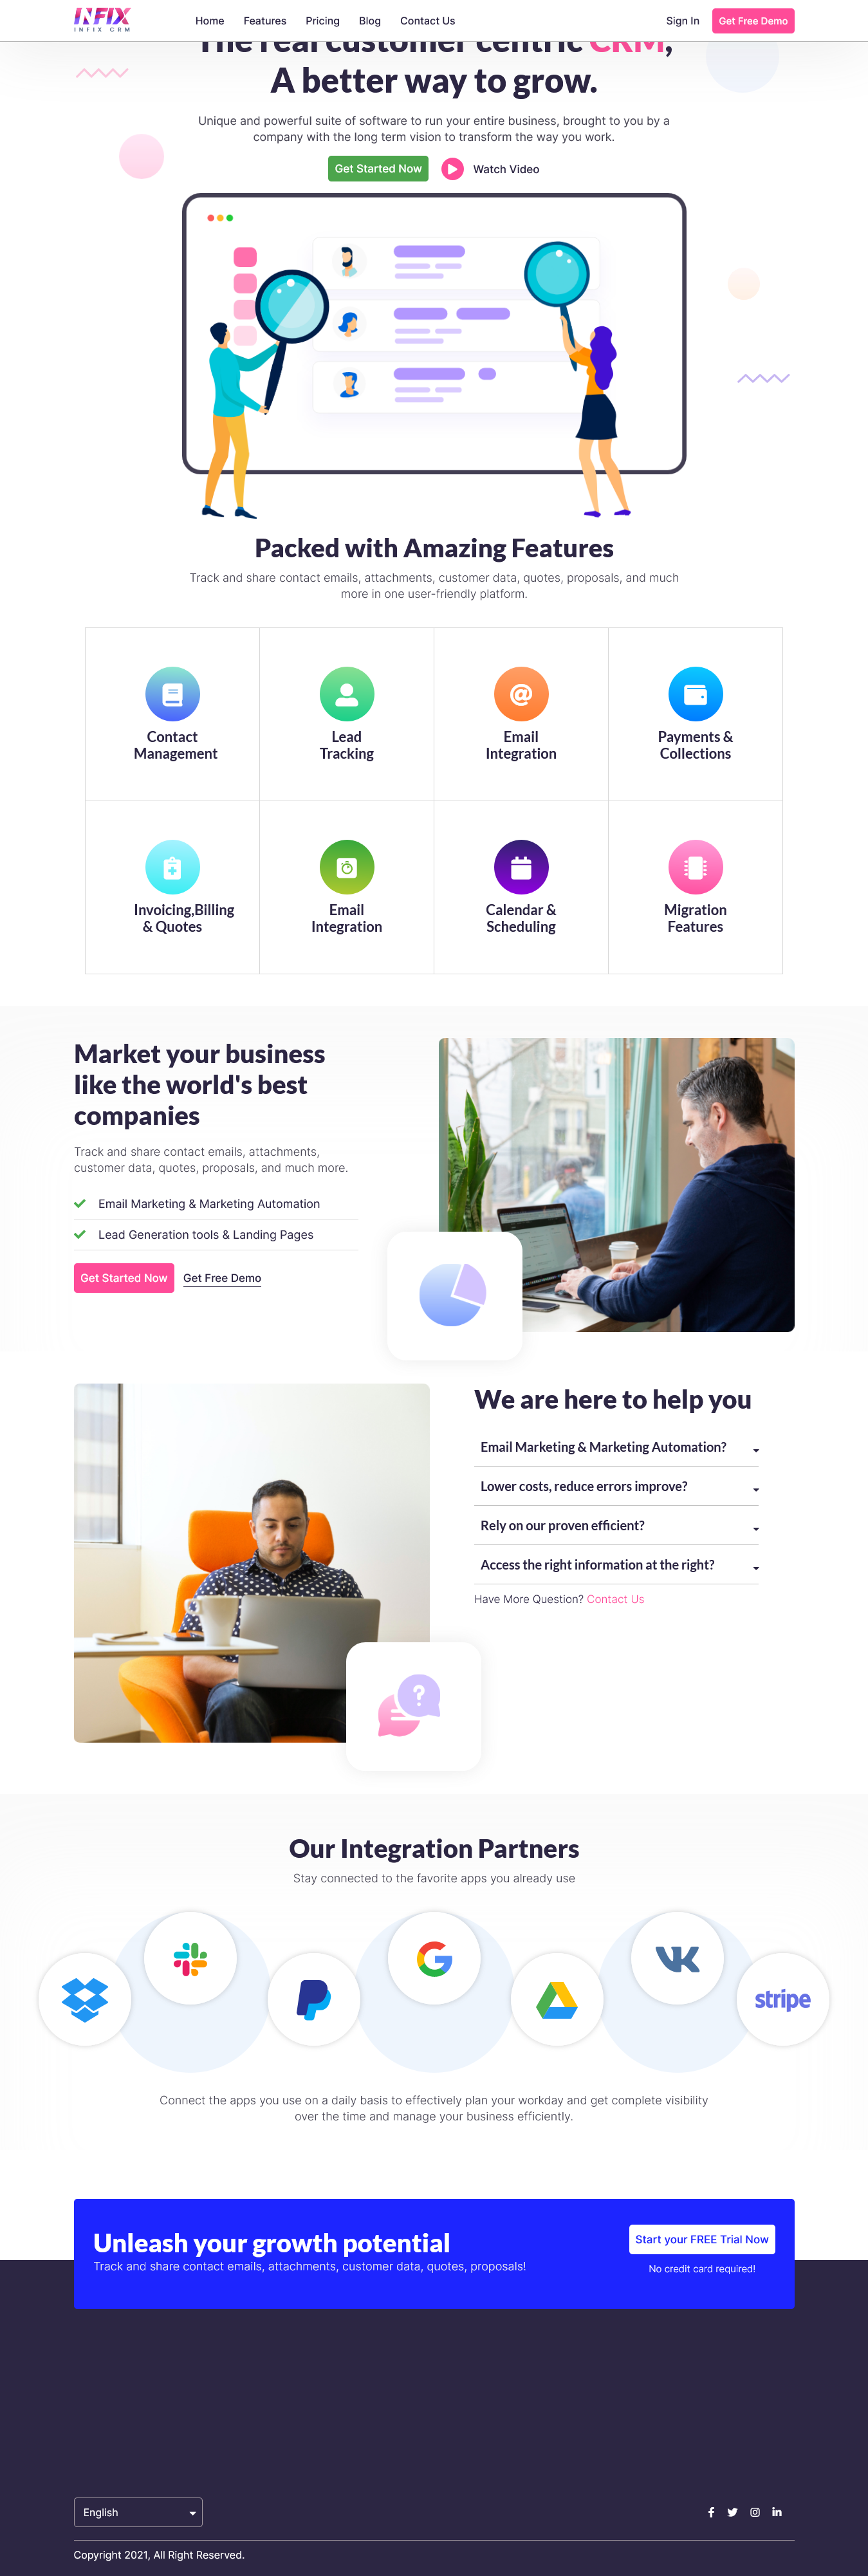 INFIX
INFIX CRM
Home
Features
Pricing
Blog
Contact Us
Sign In
Get Free Demo
The real customer centric CRM,
A better way to grow.
Unique and powerful suite of software to run your entire business, brought to you by a
company with the long term vision to transform the way you work.
Get Started Now
Watch Video
Packed with Amazing Features
Track and share contact emails, attachments, customer data, quotes, proposals, and much
more in one user-friendly platform.
Contact
Management
Lead
Tracking
Email
Integration
Payments &
Collections
Invoicing,Billing
& Quotes
Email
Integration
Calendar &
Scheduling
Migration
Features
Market your business
like the world's best
companies
Track and share contact emails, attachments,
customer data, quotes, proposals, and much more.
Email Marketing & Marketing Automation
Lead Generation tools & Landing Pages
Get Started Now
Get Free Demo
We are here to help you
Email Marketing & Marketing Automation?
Lower costs, reduce errors improve?
Rely on our proven efficient?
Access the right information at the right?
Have More Question? Contact Us
Our Integration Partners
Stay connected to the favorite apps you already use
stripe
Connect the apps you use on a daily basis to effectively plan your workday and get complete visibility
over the time and manage your business efficiently.
Unleash your growth potential
Track and share contact emails, attachments, customer data, quotes, proposals!
Start your FREE Trial Now
No credit card required!
English
Copyright 2021, All Right Reserved.